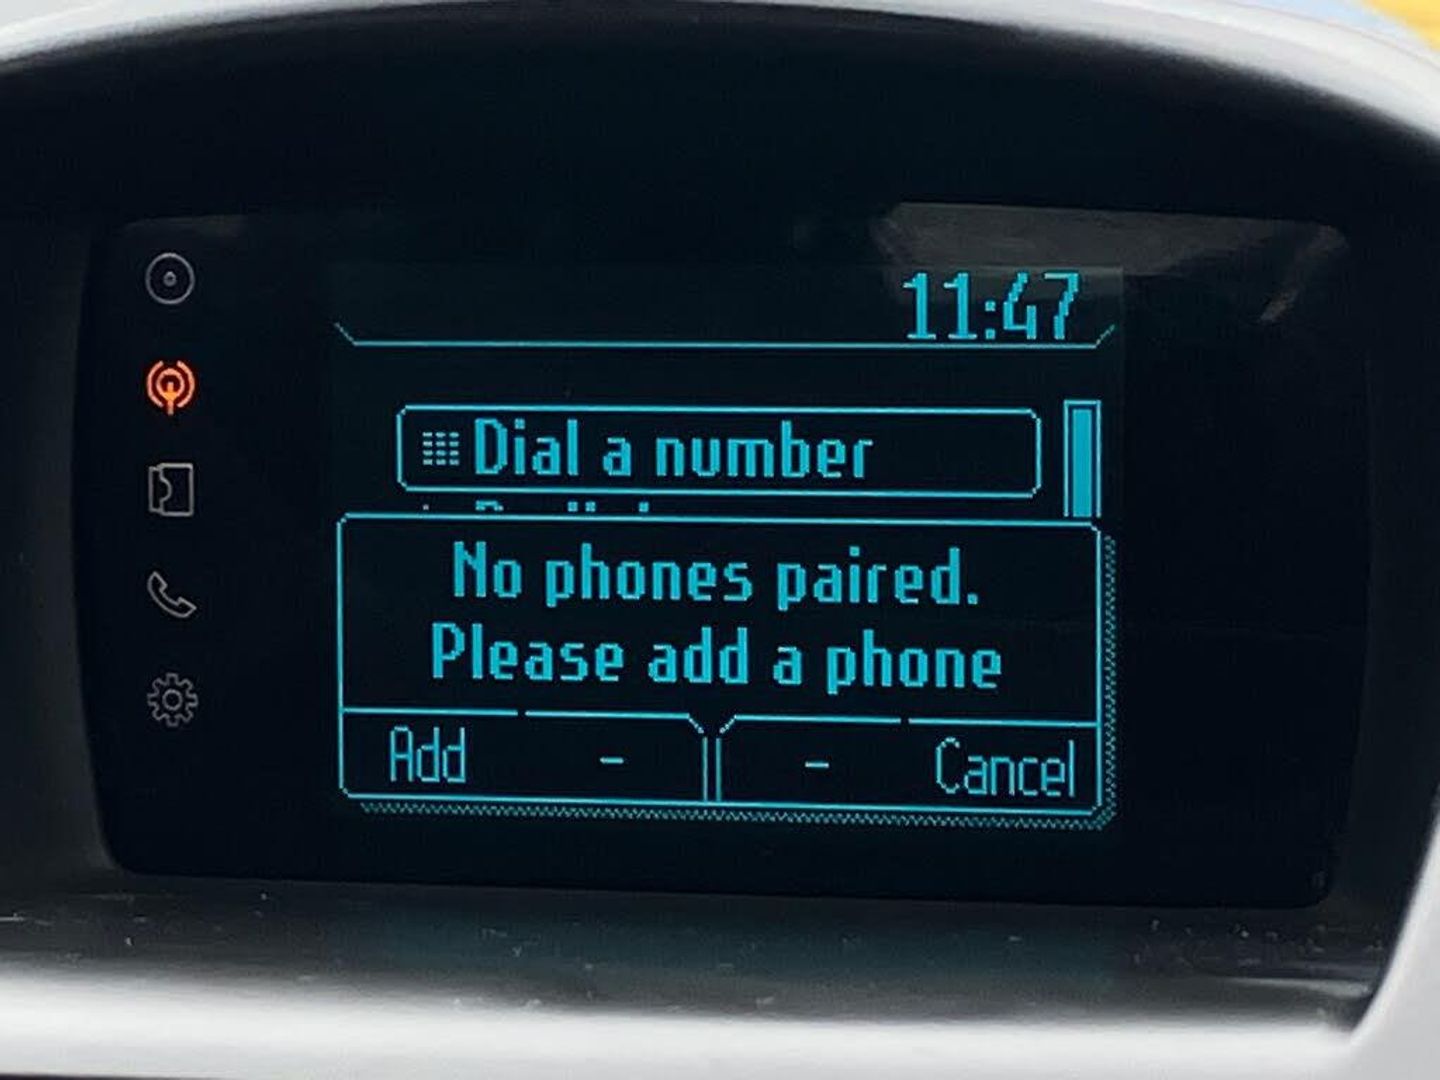 11:47
Dial a number
No phones paired.
Please add a phone
Add - - Cancel